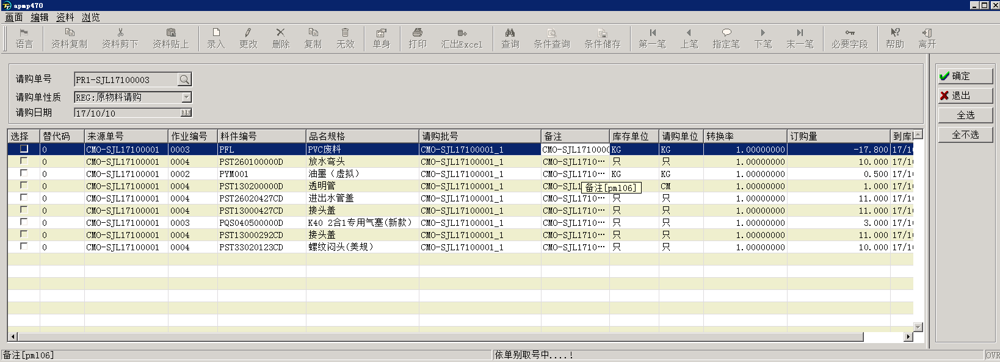 apmp470
画面 编辑 资料 浏览
语言 资料复制 资料剪下 资料贴上 录入 更改 删除 复制 无效 单身 打印 汇出Excel 查询 条件查询 条件储存 第一笔 上笔 指定笔 下笔 末一笔 必要字段 帮助 离开
请购单号 PR1-SJL17100003
请购单性质 REG:原物料请购
请购日期 17/10/10
确定
退出
全选
全不选
选择 替代码 来源单号 作业编号 料件编号 品名规格 请购批号 备注 库存单位 请购单位 转换率 订购量 到库
0 CMO-SJL17100001 0003 PFL PVC废料 CMO-SJL17100001_1 CMO-SJL1710000 KG KG 1.00000000 -17.800 17/10
0 CMO-SJL17100001 0004 PST260100000D 放水弯头 CMO-SJL17100001_1 CMO-SJL1710… 只 只 1.00000000 10.000 17/10
0 CMO-SJL17100001 0002 PYM001 油墨（虚拟） CMO-SJL17100001_1 CMO-SJL1710… KG KG 1.00000000 0.500 17/10
0 CMO-SJL17100001 0004 PST130200000D 透明管 CMO-SJL17100001_1 CMO-SJL1 CM 1.00000000 1.000 17/10
备注[pml06]
0 CMO-SJL17100001 0004 PST26020427CD 进出水管盖 CMO-SJL17100001_1 CMO-SJL1710… 只 只 1.00000000 11.000 17/10
0 CMO-SJL17100001 0004 PST13000427CD 接头盖 CMO-SJL17100001_1 CMO-SJL1710… 只 只 1.00000000 11.000 17/10
0 CMO-SJL17100001 0003 PQS040500000D K40 2合1专用气塞(新款) CMO-SJL17100001_1 CMO-SJL1710… 只 只 1.00000000 3.000 17/10
0 CMO-SJL17100001 0004 PST13000292CD 接头盖 CMO-SJL17100001_1 CMO-SJL1710… 只 只 1.00000000 11.000 17/10
0 CMO-SJL17100001 0004 PST33020123CD 螺纹闷头(美规) CMO-SJL17100001_1 CMO-SJL1710… 只 只 1.00000000 10.000 17/10
备注[pml06] 依单别取号中....! OVR